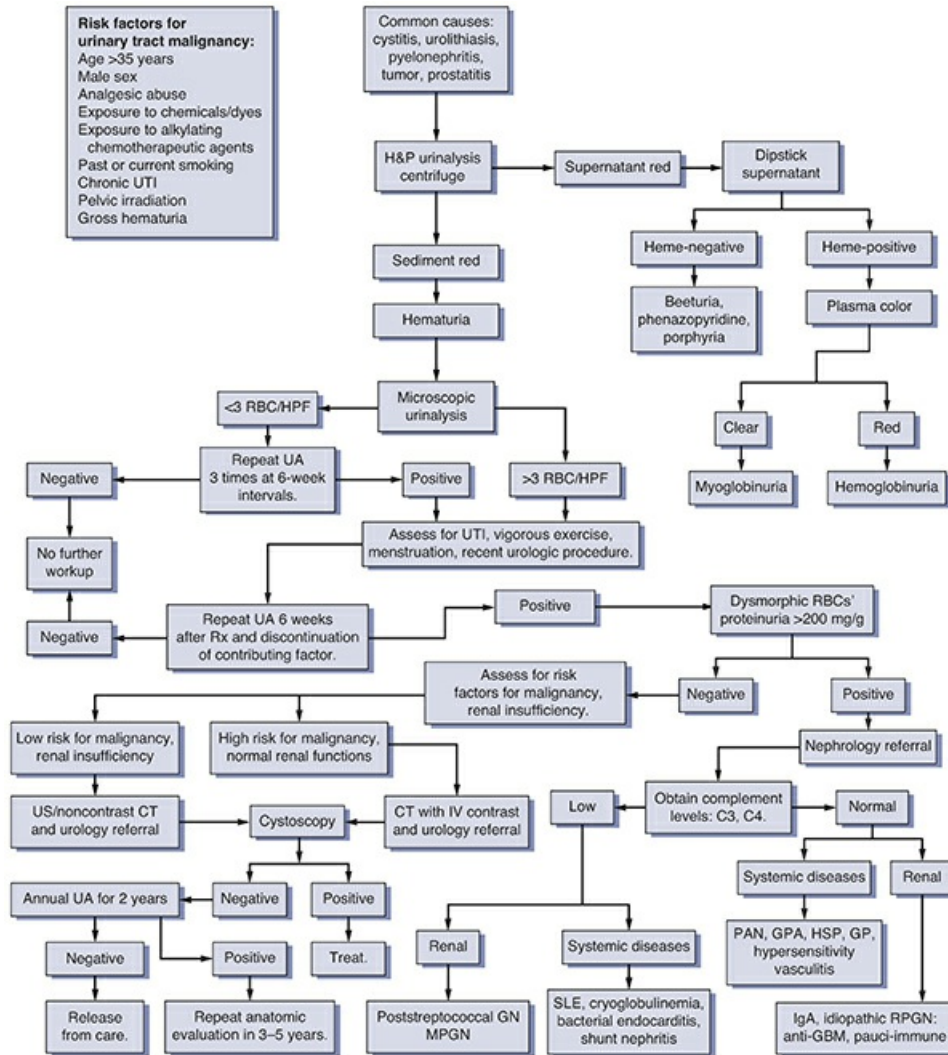 Risk factors for
urinary tract malignancy:
Age >35 years
Male sex
Analgesic abuse
Exposure to chemicals/dyes
Exposure to alkylating
chemotherapeutic agents
Past or current smoking
Chronic UTI
Pelvic irradiation
Gross hematuria
Common causes:
cystitis, urolithiasis,
pyelonephritis,
tumor, prostatitis
H&P urinalysis
centrifuge
Supernatant red
Dipstick
supernatant
Heme-negative
Heme-positive
Sediment red
Beeturia,
phenazopyridine,
porphyria
Plasma color
Hematuria
<3 RBC/HPF
Microscopic
urinalysis
Clear
Red
Negative
Repeat UA
3 times at 6-week
intervals.
Positive
>3 RBC/HPF
Myoglobinuria
Hemoglobinuria
No further
workup
Assess for UTI, vigorous exercise,
menstruation, recent urologic procedure.
Negative
Repeat UA 6 weeks
after Rx and discontinuation
of contributing factor.
Positive
Dysmorphic RBCs'
proteinuria >200 mg/g
Assess for risk
factors for malignancy,
renal insufficiency.
Negative
Positive
Low risk for malignancy,
renal insufficiency
High risk for malignancy,
normal renal functions
Nephrology referral
US/noncontrast CT
and urology referral
Cystoscopy
CT with IV contrast
and urology referral
Low
Obtain complement
levels: C3, C4.
Normal
Annual UA for 2 years
Negative
Positive
Systemic diseases
Renal
Negative
Positive
Treat.
Renal
Systemic diseases
PAN, GPA, HSP, GP,
hypersensitivity
vasculitis
Release
from care.
Repeat anatomic
evaluation in 3–5 years.
Poststreptococcal GN
MPGN
SLE, cryoglobulinemia,
bacterial endocarditis,
shunt nephritis
IgA, idiopathic RPGN:
anti-GBM, pauci-immune